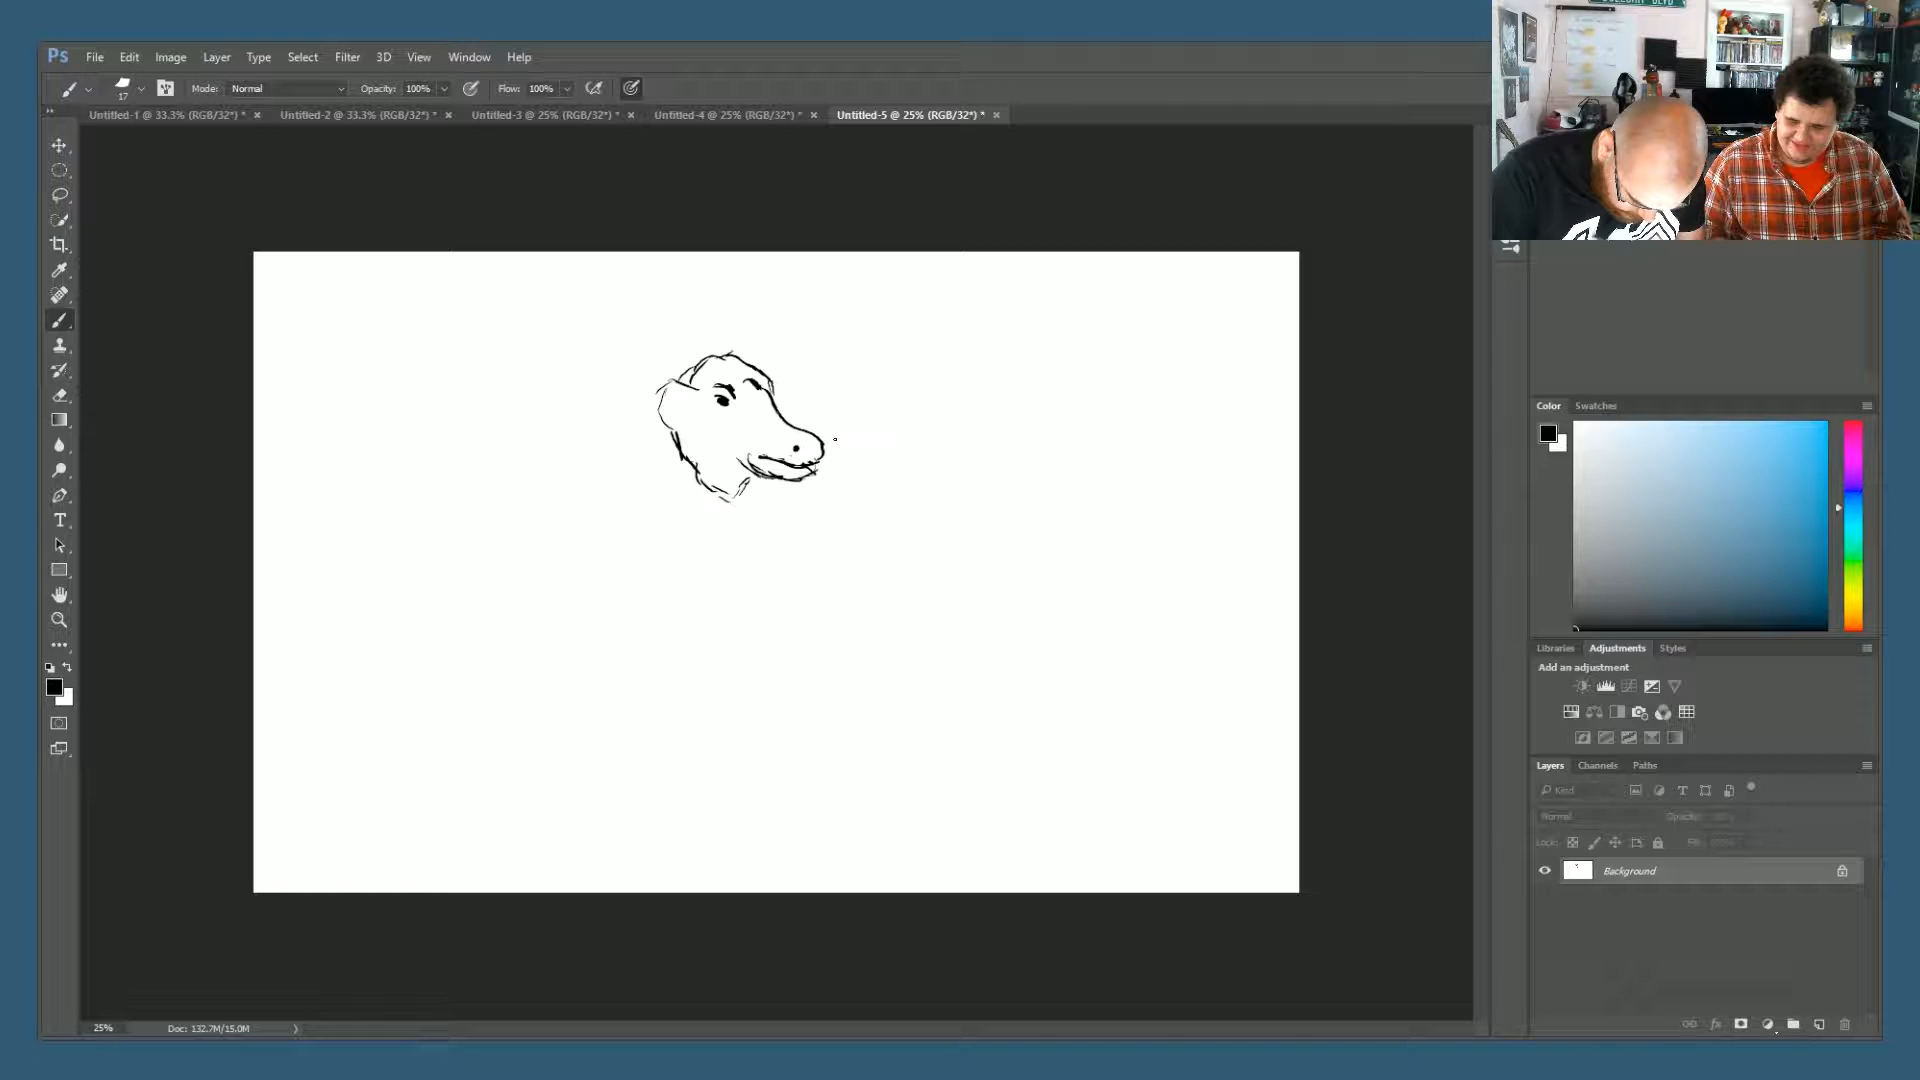 Ps File Edit Image Layer Type Select Filter 3D View Window Help
17 Mode: Normal Opacity: 100% Flow: 100%
Untitled-1 @ 33.3% (RGB/32*) * Untitled-2 @ 33.3% (RGB/32*) * Untitled-3 @ 25% (RGB/32*) * Untitled-4 @ 25% (RGB/32*) * Untitled-5 @ 25% (RGB/32*) *
Color Swatches
Libraries Adjustments Styles
Add an adjustment
Layers Channels Paths
Kind
Normal Opacity:
Lock: Fill:
Background
25% Doc: 132.7M/15.0M